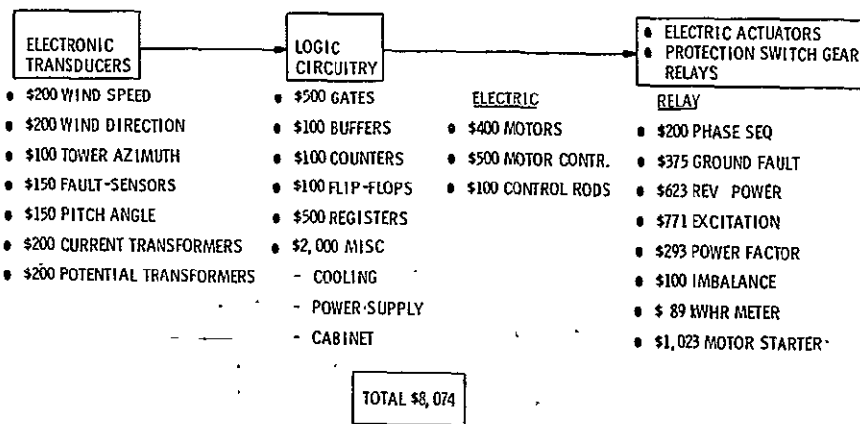 ELECTRONIC
TRANSDUCERS
• $200 WIND SPEED
• $200 WIND DIRECTION
• $100 TOWER AZIMUTH
• $150 FAULT-SENSORS
• $150 PITCH ANGLE
• $200 CURRENT TRANSFORMERS
• $200 POTENTIAL TRANSFORMERS
LOGIC
CIRCUITRY
• $500 GATES
• $100 BUFFERS
• $100 COUNTERS
• $100 FLIP-FLOPS
• $500 REGISTERS
• $2,000 MISC
- COOLING
- POWER-SUPPLY
- CABINET
ELECTRIC
• $400 MOTORS
• $500 MOTOR CONTR.
• $100 CONTROL RODS
• ELECTRIC ACTUATORS
• PROTECTION SWITCH GEAR
RELAYS
RELAY
• $200 PHASE SEQ
• $375 GROUND FAULT
• $623 REV POWER
• $771 EXCITATION
• $293 POWER FACTOR
• $100 IMBALANCE
• $ 89 KWHR METER
• $1,023 MOTOR STARTER
TOTAL $8,074